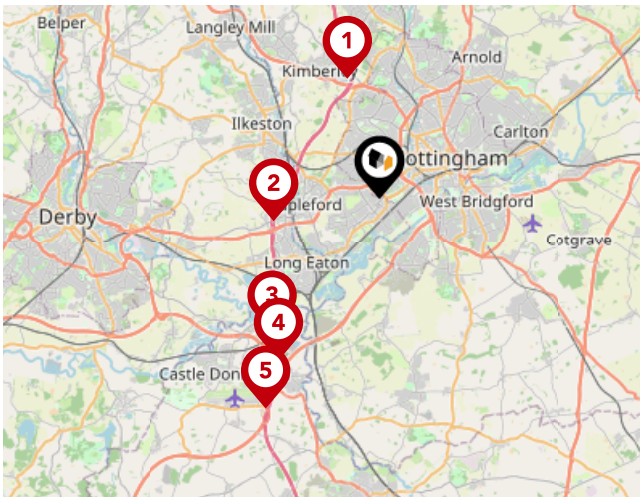 Belper
Langley Mill
1
Arnold
Kimberley
Ilkeston
Carlton
ottingham
2
pleford
West Bridgford
Derby
Cotgrave
Long Eaton
3
4
Castle Don
5